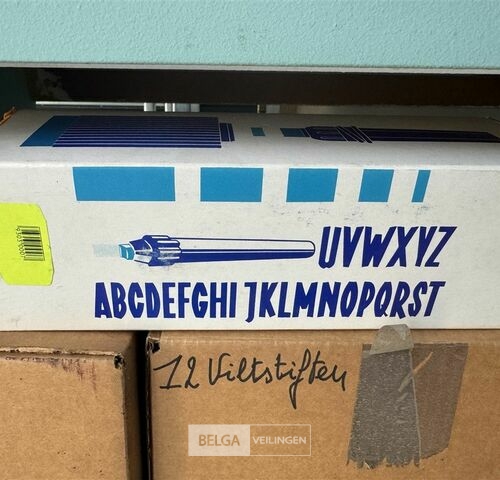 UVWXYZ
ABCDEFGHI JKLMNOPQRST
12 Viltstiften
BELGA VEILINGEN